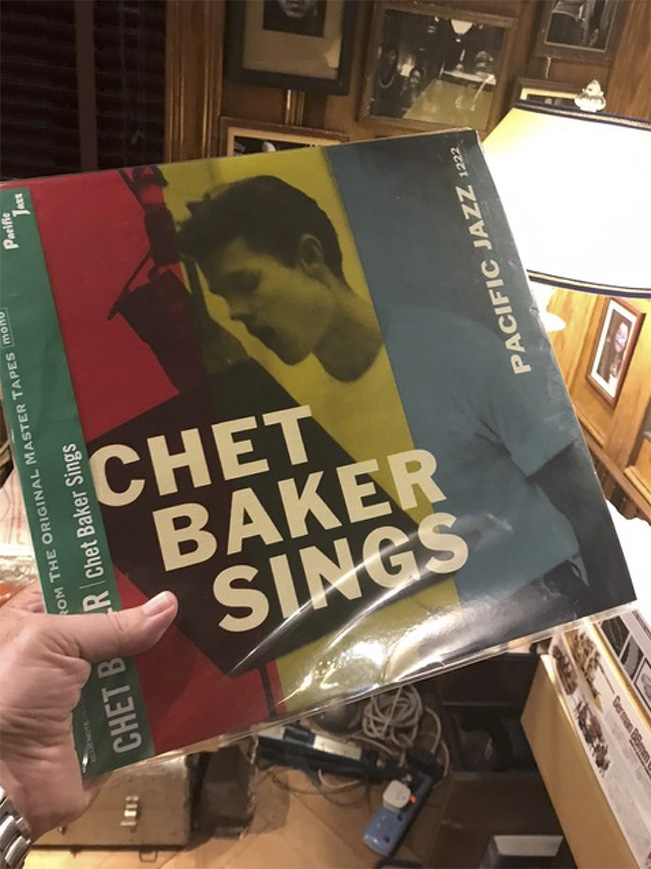 Pacific Jazz
FROM THE ORIGINAL MASTER TAPES mono
Chet Baker Sings
CHET
PACIFIC JAZZ 1222
CHET
BAKER
SINGS